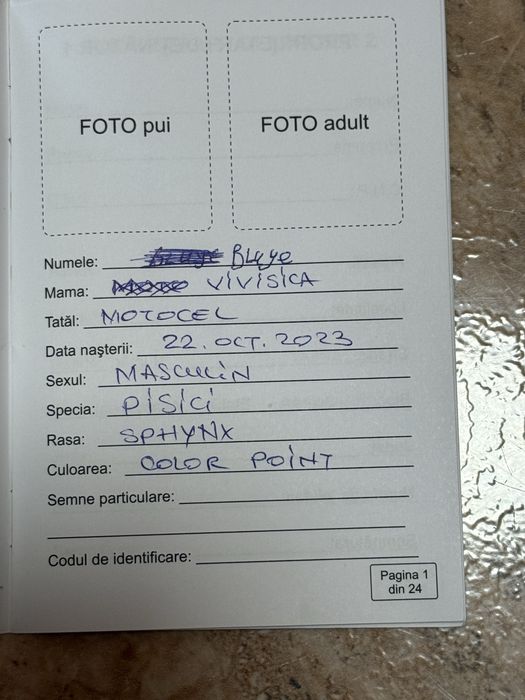 FOTO pui
FOTO adult
Numele: Bluye
Mama: VIVISICA
Tatăl: MOTOCEL
Data nașterii: 22. OCT. 2023
Sexul: MASCULIN
Specia: PISICI
Rasa: SPHYNX
Culoarea: COLOR POINT
Semne particulare:
Codul de identificare:
Pagina 1
din 24